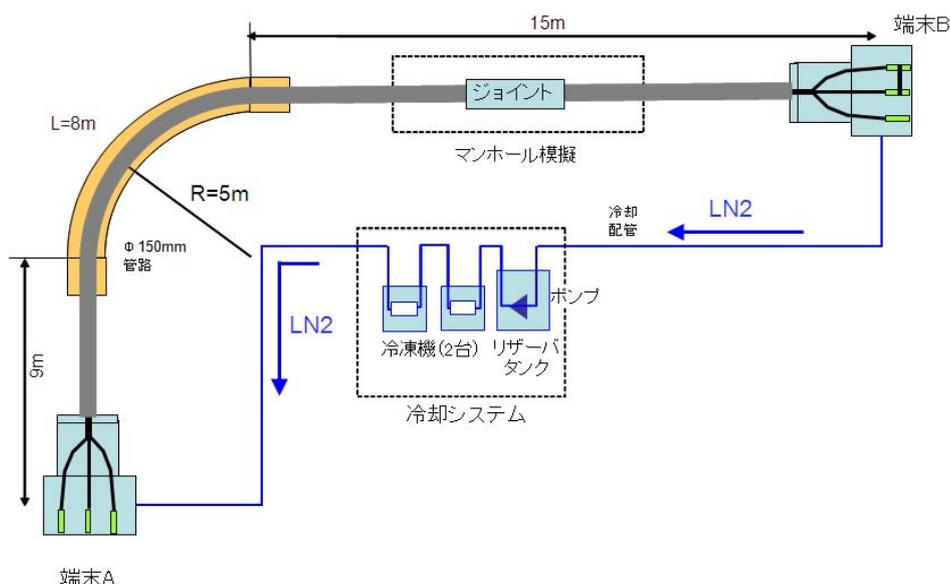 15m
端末B
ジョイント
L=8m
マンホール模擬
R=5m
冷却
配管
LN2
Φ150mm
管路
ポンプ
LN2
冷凍機(2台)
リザーバ
タンク
9m
冷却システム
端末A